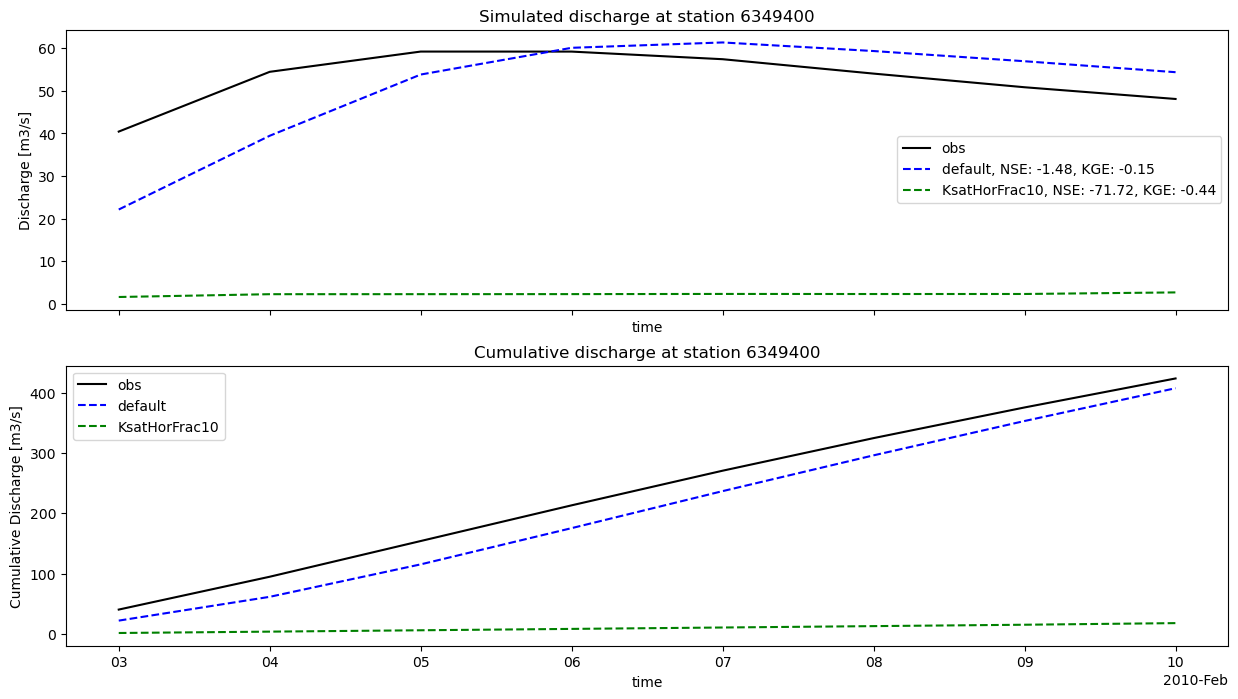 Simulated discharge at station 6349400
Discharge [m3/s]
60
50
40
30
20
10
0
obs
default, NSE: -1.48, KGE: -0.15
KsatHorFrac10, NSE: -71.72, KGE: -0.44
time
Cumulative discharge at station 6349400
Cumulative Discharge [m3/s]
400
300
200
100
0
obs
default
KsatHorFrac10
03 04 05 06 07 08 09 10
time
2010-Feb